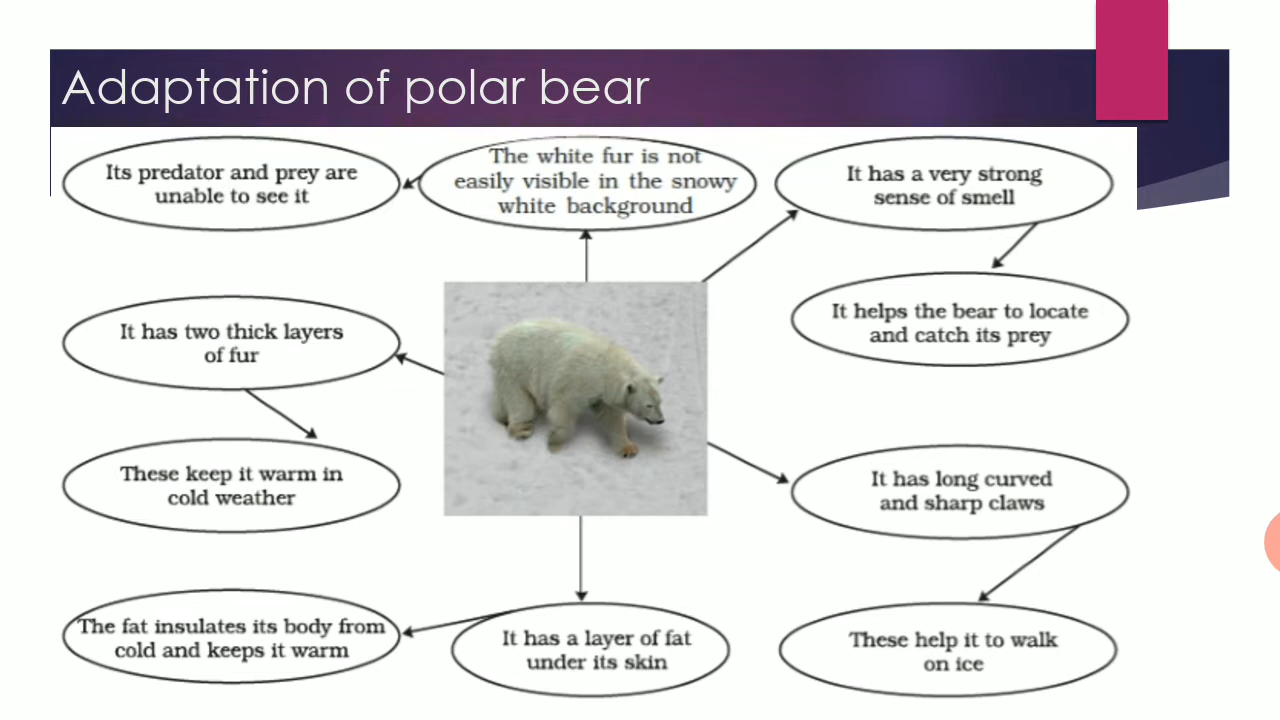 Adaptation of polar bear
Its predator and prey are
unable to see it
The white fur is not
easily visible in the snowy
white background
It has a very strong
sense of smell
It helps the bear to locate
and catch its prey
It has two thick layers
of fur
These keep it warm in
cold weather
It has long curved
and sharp claws
The fat insulates its body from
cold and keeps it warm
It has a layer of fat
under its skin
These help it to walk
on ice